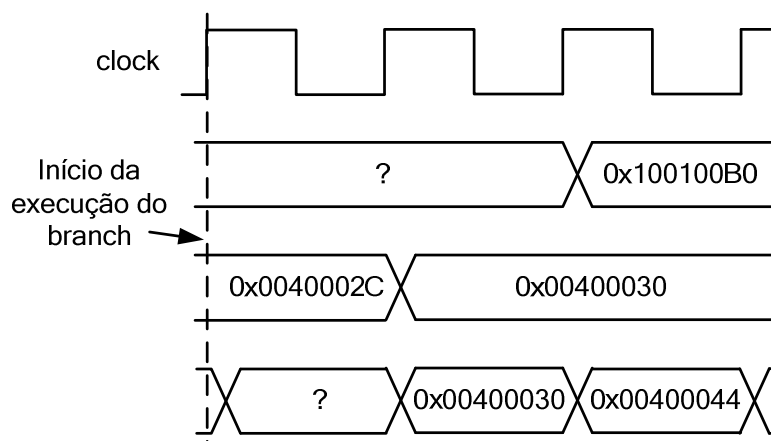 clock
Início da
execução do
branch
?
0x100100B0
0x0040002C
0x00400030
?
0x00400030
0x00400044